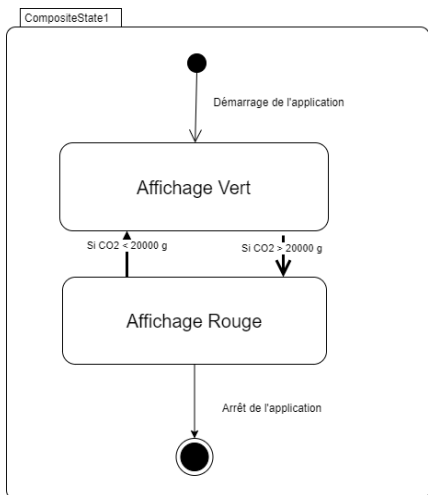 CompositeState1
Démarrage de l'application
Affichage Vert
Si CO2 < 20000 g
Si CO2 > 20000 g
Affichage Rouge
Arrêt de l'application